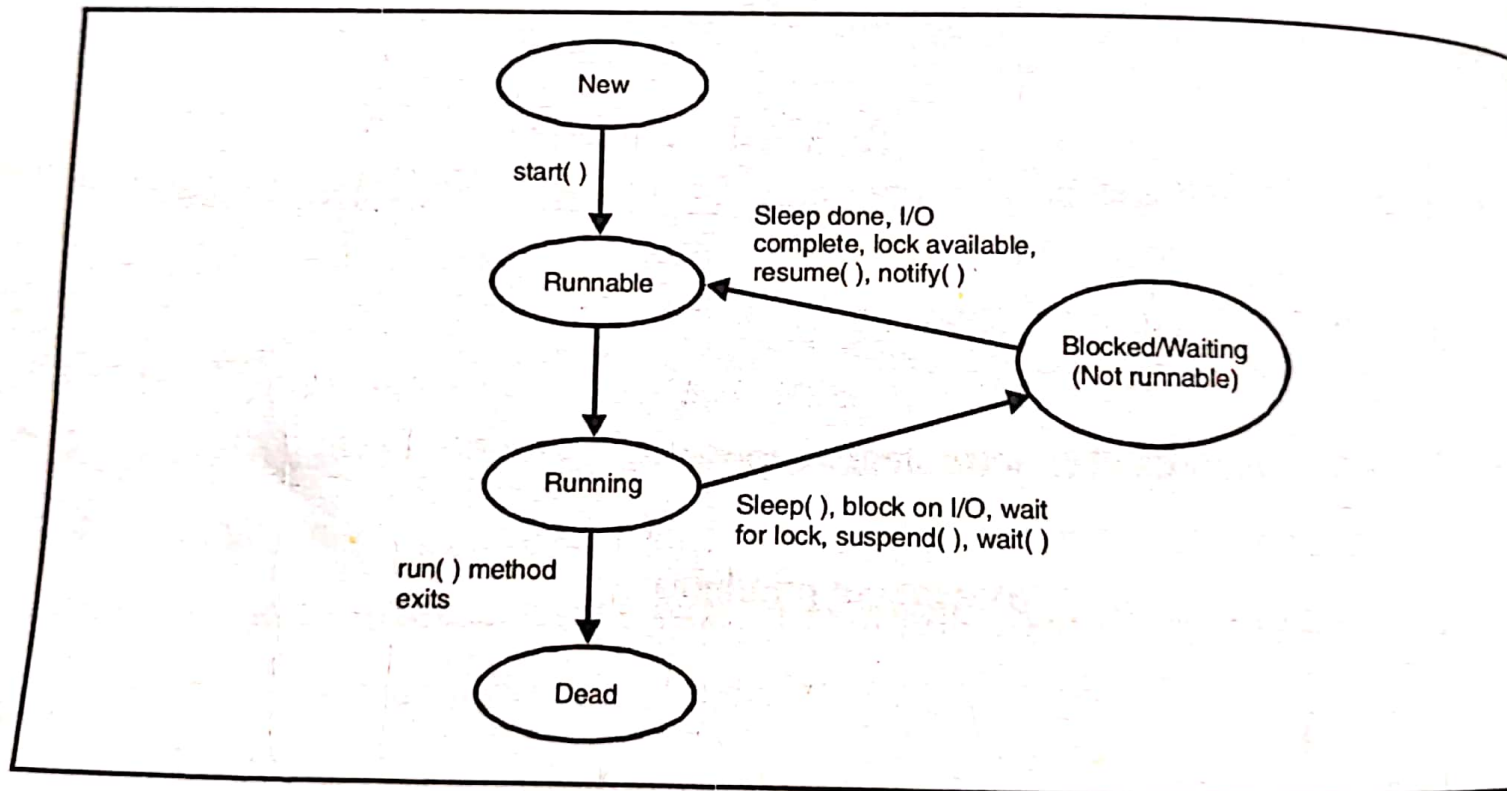 New
start( )
Sleep done, I/O
complete, lock available,
resume( ), notify( )
Runnable
Blocked/Waiting
(Not runnable)
Running
Sleep( ), block on I/O, wait
for lock, suspend( ), wait( )
run( ) method
exits
Dead